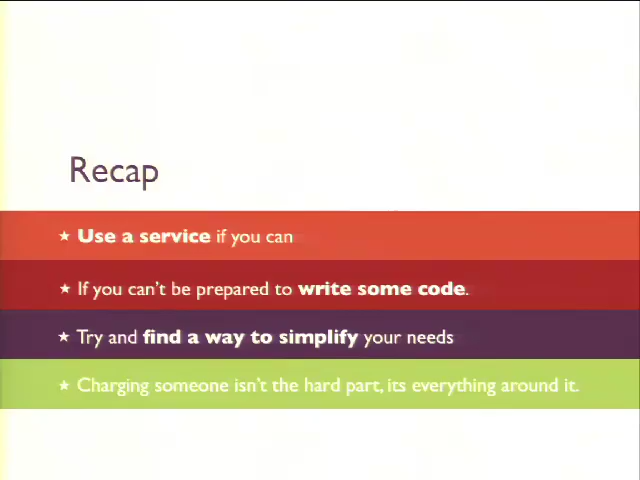 Recap
★ Use a service if you can
★ If you can't be prepared to write some code.
★ Try and find a way to simplify your needs
★ Charging someone isn't the hard part, its everything around it.